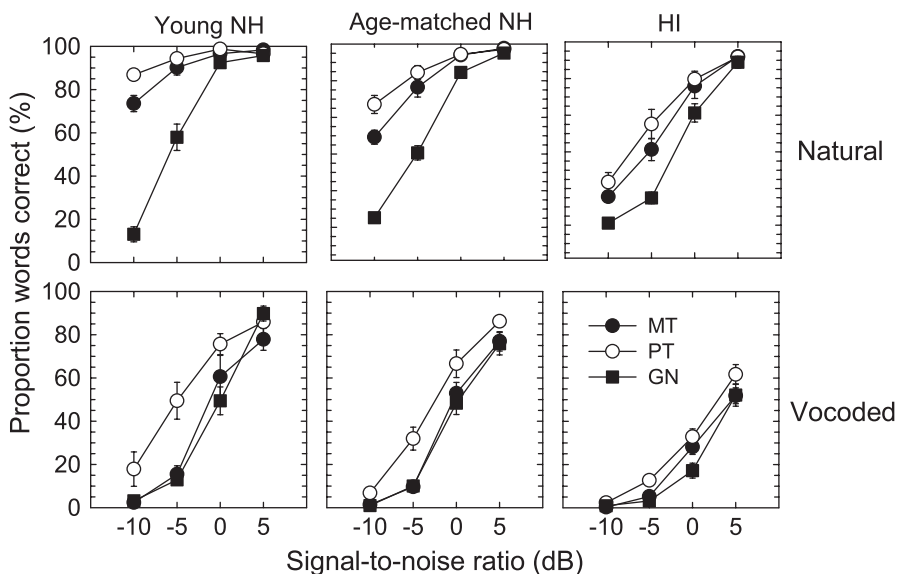 Young NH
Age-matched NH
HI
Proportion words correct (%)
100
80
60
40
20
0
Natural
100
80
60
40
20
0
MT
PT
GN
Vocoded
-10 -5 0 5
-10 -5 0 5
-10 -5 0 5
Signal-to-noise ratio (dB)